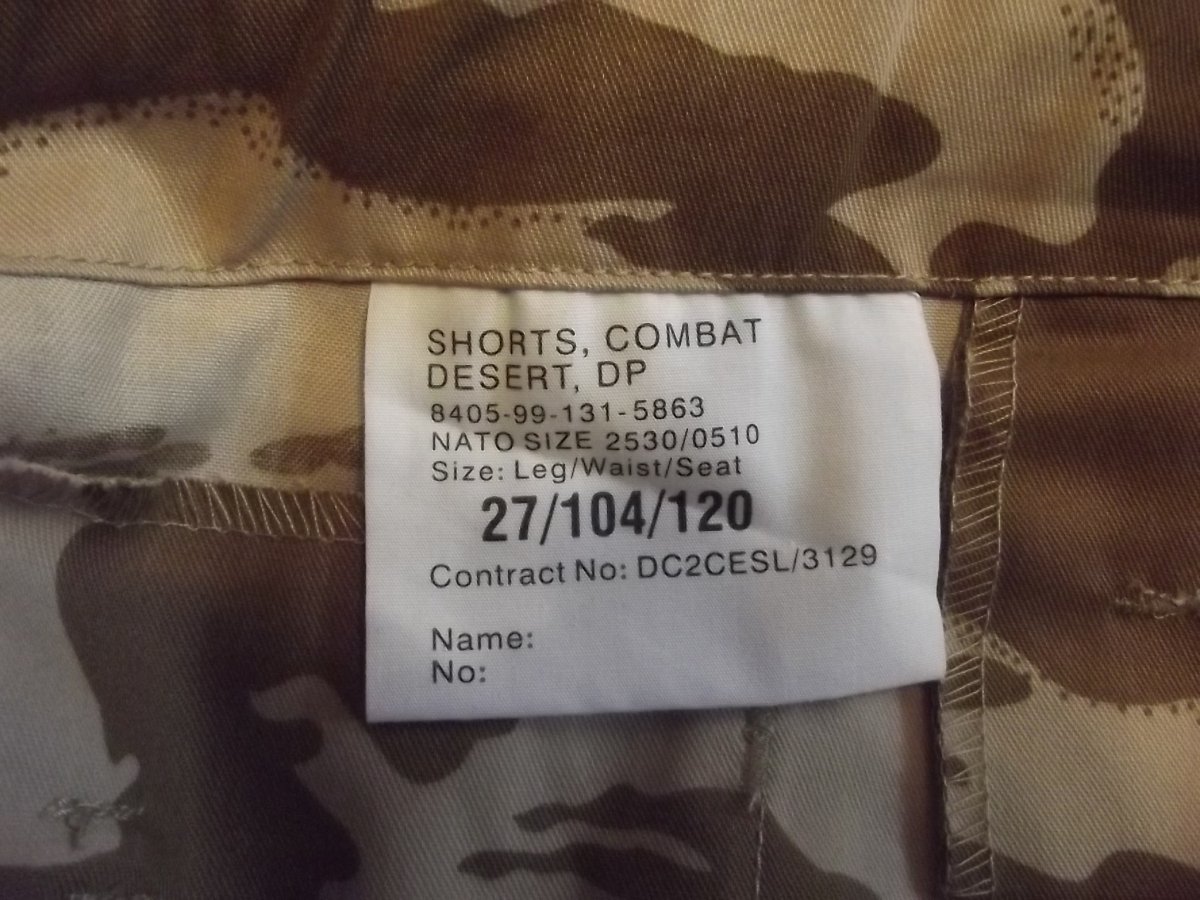 SHORTS, COMBAT
DESERT, DP
8405-99-131-5863
NATO SIZE 2530/0510
Size: Leg/Waist/Seat
27/104/120
Contract No: DC2CESL/3129
Name:
No: